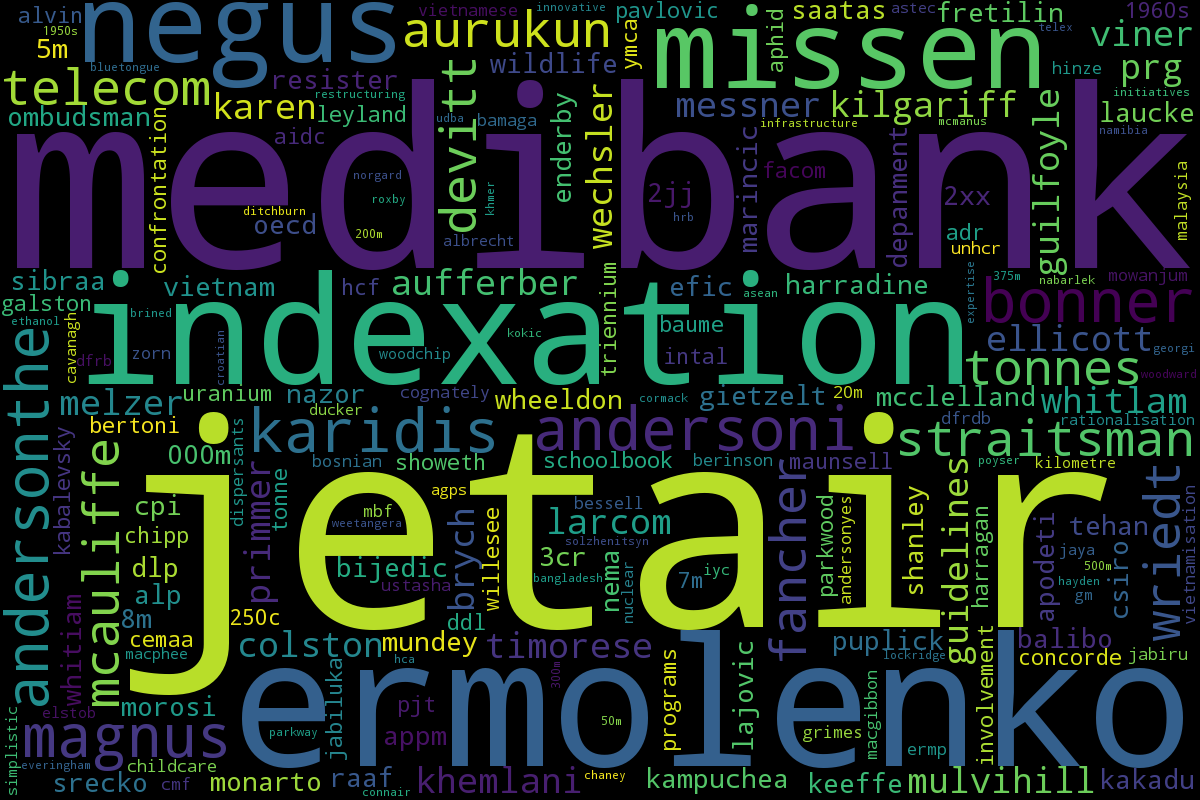 alvin
1950s
negus
vietnamese
innovative
pavlovic
saatas
astec
fretilin
1960s
5m
bluetongue
aurukun
ymca
missen
aphid
telex
viner
telecom
resister
wildlife
hinze
prg
ombudsman
karen
restructuring
leyland
devitt
udba
bamaga
enderby
wechsler
messner
kilgariff
initiatives
laucke
confrontation
aidc
infrastructure
mcmanus
namibia
medibank
norgard
roxby
khmer
ditchburn
oecd
200m
albrecht
2jj
hrb
marincic
facom
depanment
2xx
adr
unhcr
guilfoyle
malaysia
sibraa
vietnam
hcf
aufferber
triennium
efic
asean
harradine
expertise
375m
nabarlek
mowanjum
galston
ethanol
cavanagh
brined
indexation
kokic
baume
bonner
ellicott
georgi
dfrb
zorn
croatian
woodchip
intal
tonnes
woodward
andersonthe
melzer
uranium
nazor
cognately
wheeldon
cormack
gietzelt
20m
mcclelland
whitlam
bertoni
ducker
karidis
andersoni
dfrdb
rationalisation
kabalevsky
mcauliffe
000m
dispersants
bosnian
showeth
schoolbook
berinson
maunsell
straitsman
poyser
kilometre
cpi
primmer
tonne
agps
jetair
bessell
fancher
parkwood
andersonyes
shanley
guidelines
harragan
apodeti
tehan
wriedt
vietnamisation
chipp
mbf
weetangera
brych
willesee
larcom
solzhenitsyn
jaya
csiro
500m
dlp
bijedic
3cr
nema
nuclear
iyc
alp
ustasha
bangladesh
7m
hayden
gm
8m
250c
ddl
whitiam
cemaa
macphee
colston
mundey
timorese
puplick
balibo
hca
lockridge
concorde
jabiru
morosi
jabiluka
ermolenko
300m
programs
lajovic
macgibbon
involvement
elstob
pjt
50m
simplistic
magnus
parkway
appm
grimes
ermp
everingham
childcare
srecko
cmf
monarto
raaf
connair
khemlani
chaney
kampuchea
keeffe
mulvihill
kakadu